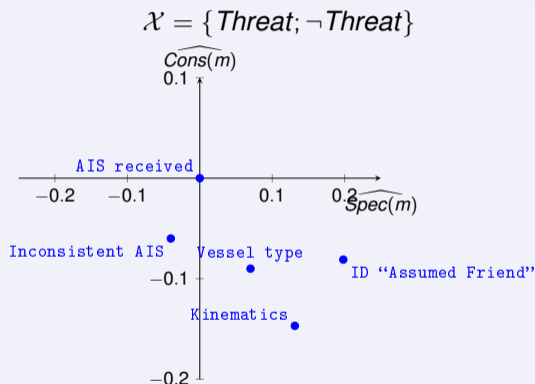 𝒳 = {Threat; ¬Threat}
Cons(m)
0.1
AIS received
−0.2 −0.1 0.1 0.2
Spec(m)
Inconsistent AIS Vessel type
ID “Assumed Friend”
−0.1
Kinematics
−0.2